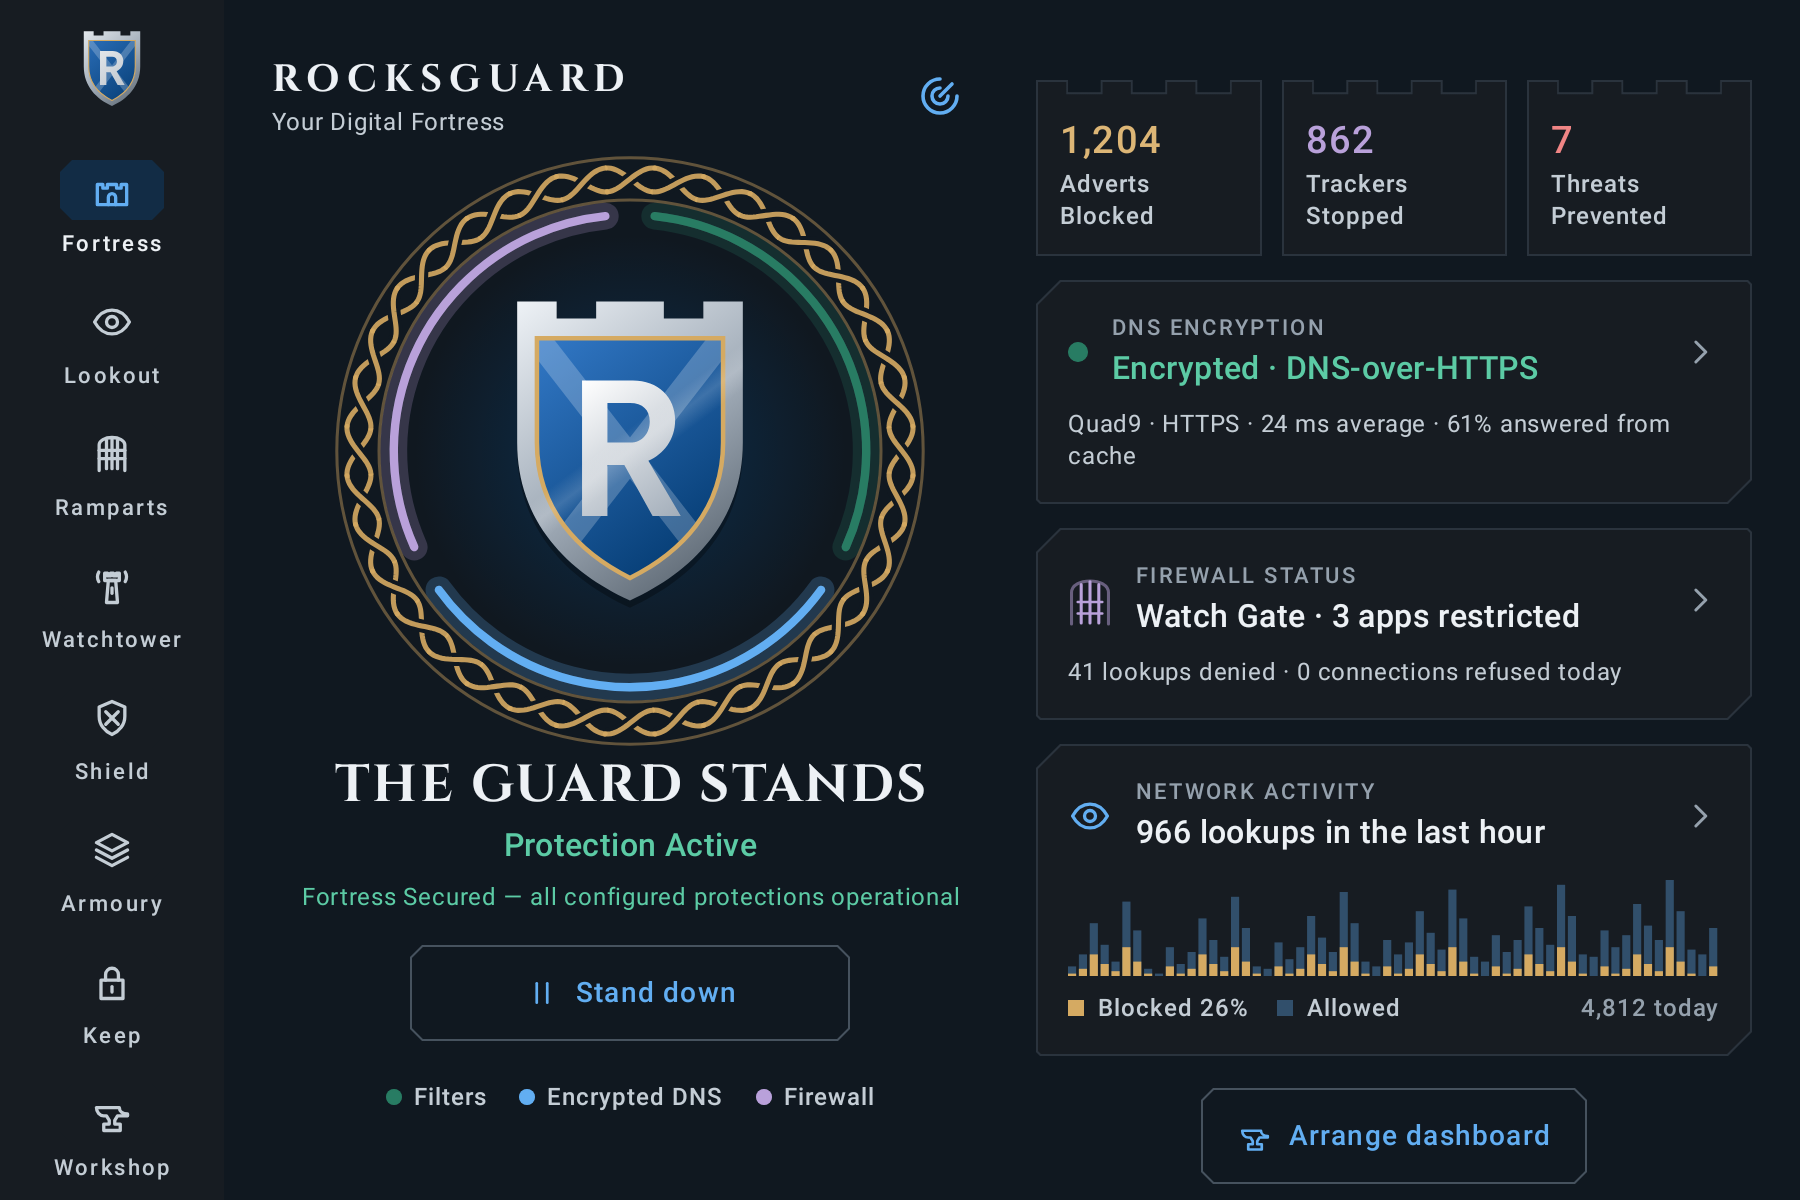 R
Fortress
Lookout
Ramparts
Watchtower
Shield
Armoury
Keep
Workshop
ROCKSGUARD
Your Digital Fortress
R
THE GUARD STANDS
Protection Active
Fortress Secured — all configured protections operational
Stand down
Filters
Encrypted DNS
Firewall
1,204
Adverts
Blocked
862
Trackers
Stopped
7
Threats
Prevented
DNS ENCRYPTION
Encrypted · DNS-over-HTTPS
Quad9 · HTTPS · 24 ms average · 61% answered from
cache
FIREWALL STATUS
Watch Gate · 3 apps restricted
41 lookups denied · 0 connections refused today
NETWORK ACTIVITY
966 lookups in the last hour
Blocked 26%
Allowed
4,812 today
Arrange dashboard